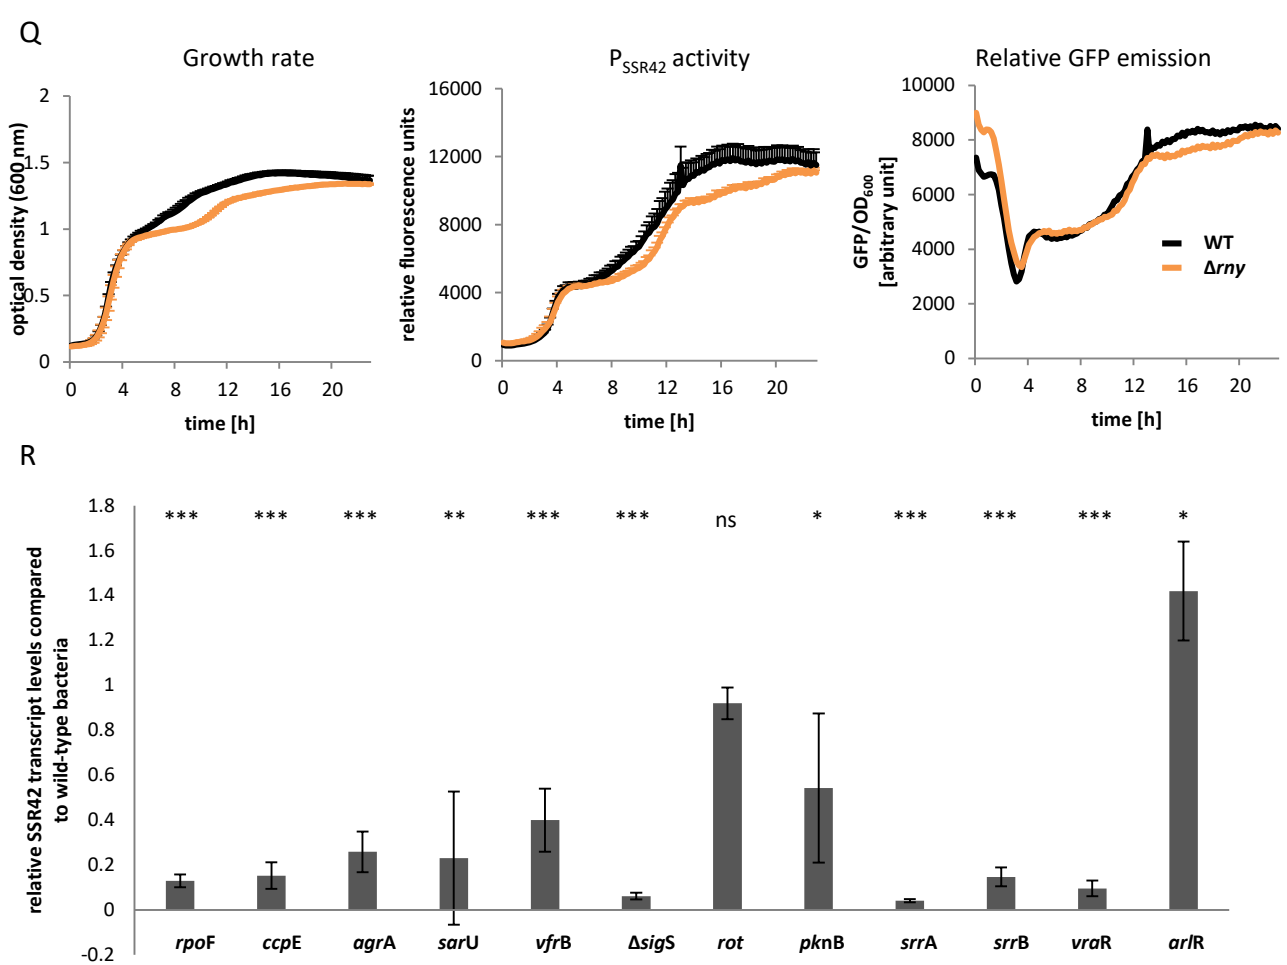 Q
Growth rate
optical density (600 nm)
2
1.5
1
0.5
0
0 4 8 12 16 20
time [h]
PSSR42 activity
relative fluorescence units
16000
12000
8000
4000
0
0 4 8 12 16 20
time [h]
Relative GFP emission
GFP/OD600
[arbitrary unit]
10000
8000
6000
4000
2000
0
0 4 8 12 16 20
time [h]
WT
Δrny
R
relative SSR42 transcript levels compared
to wild-type bacteria
1.8
1.6
1.4
1.2
1
0.8
0.6
0.4
0.2
0
-0.2
*** *** *** ** *** *** ns * *** *** *** *
rpoF ccpE agrA sarU vfrB ΔsigS rot pknB srrA srrB vraR arlR